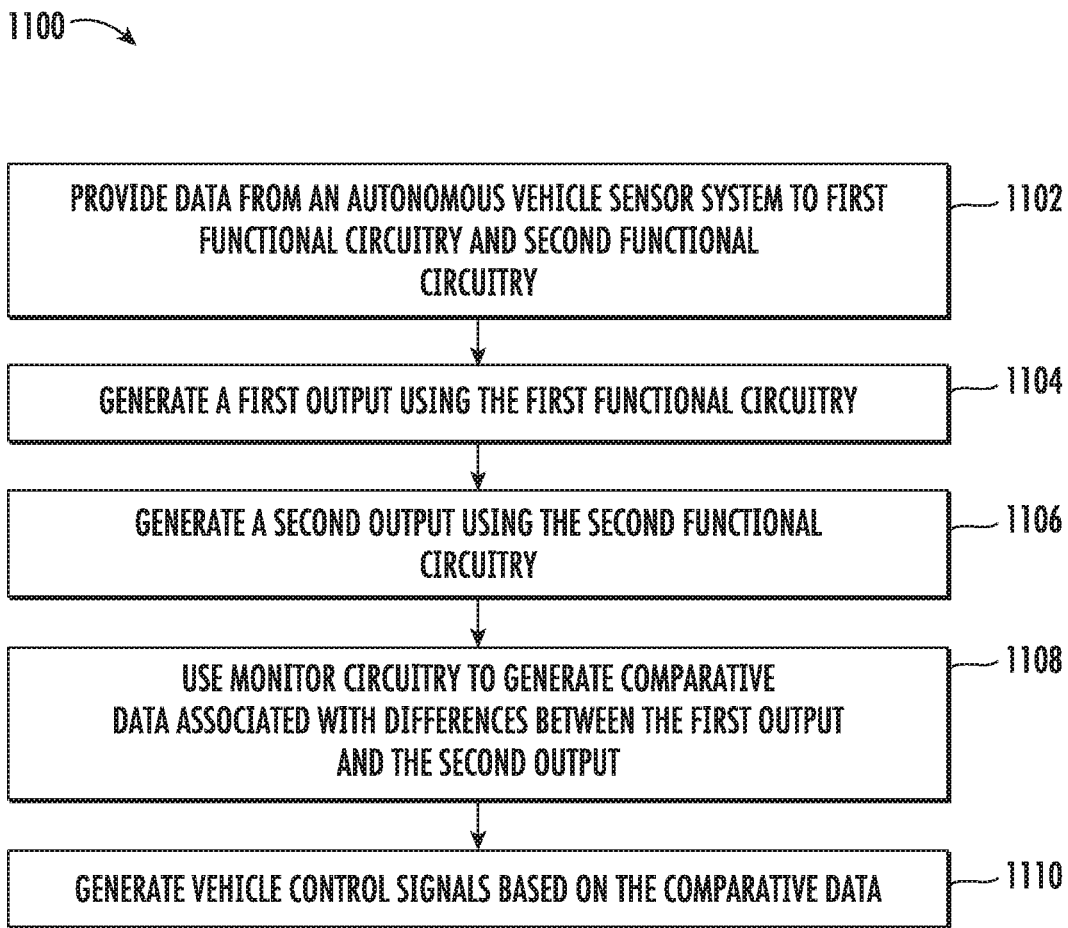 1100
PROVIDE DATA FROM AN AUTONOMOUS VEHICLE SENSOR SYSTEM TO FIRST
FUNCTIONAL CIRCUITRY AND SECOND FUNCTIONAL
CIRCUITRY
1102
GENERATE A FIRST OUTPUT USING THE FIRST FUNCTIONAL CIRCUITRY
1104
GENERATE A SECOND OUTPUT USING THE SECOND FUNCTIONAL
CIRCUITRY
1106
USE MONITOR CIRCUITRY TO GENERATE COMPARATIVE
DATA ASSOCIATED WITH DIFFERENCES BETWEEN THE FIRST OUTPUT
AND THE SECOND OUTPUT
1108
GENERATE VEHICLE CONTROL SIGNALS BASED ON THE COMPARATIVE DATA
1110